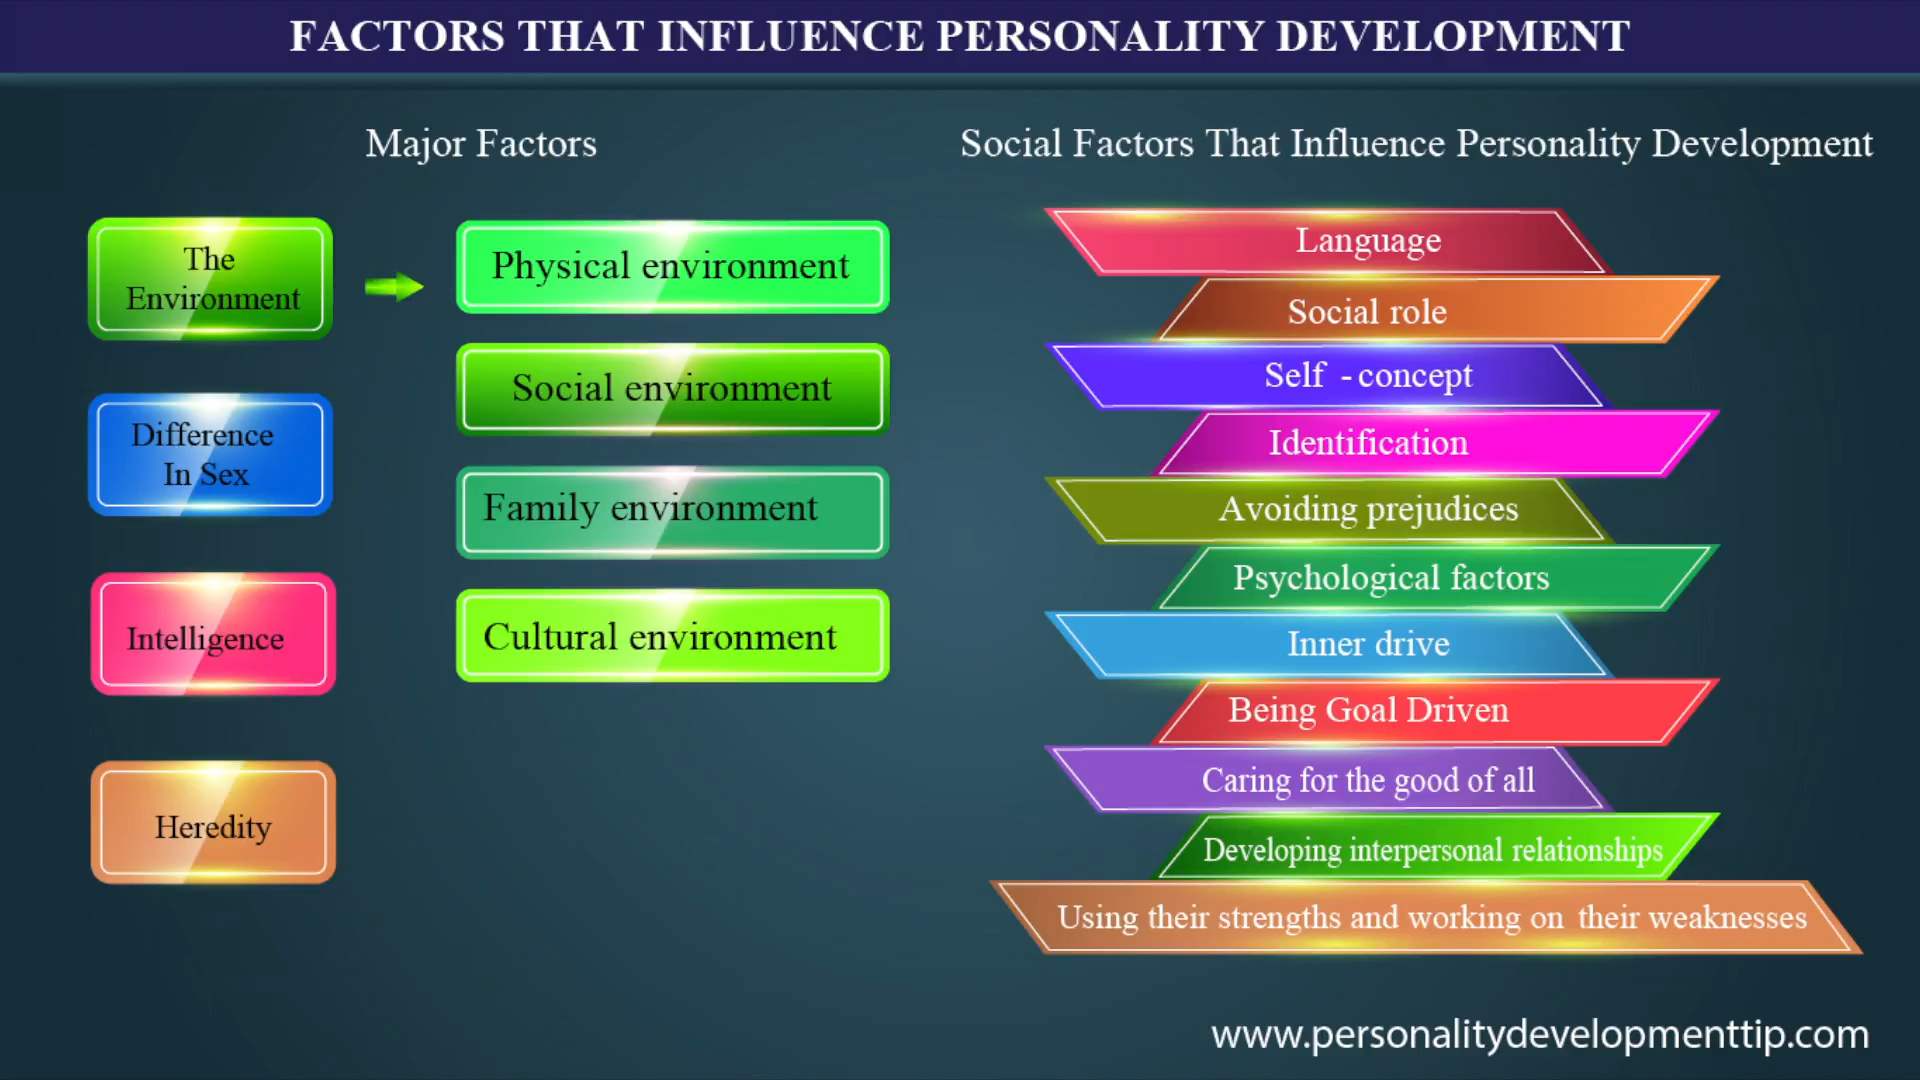 FACTORS THAT INFLUENCE PERSONALITY DEVELOPMENT
Major Factors
The
Environment
Difference
In Sex
Intelligence
Heredity
Physical environment
Social environment
Family environment
Cultural environment
Social Factors That Influence Personality Development
Language
Social role
Self - concept
Identification
Avoiding prejudices
Psychological factors
Inner drive
Being Goal Driven
Caring for the good of all
Developing interpersonal relationships
Using their strengths and working on their weaknesses
www.personalitydevelopmenttip.com